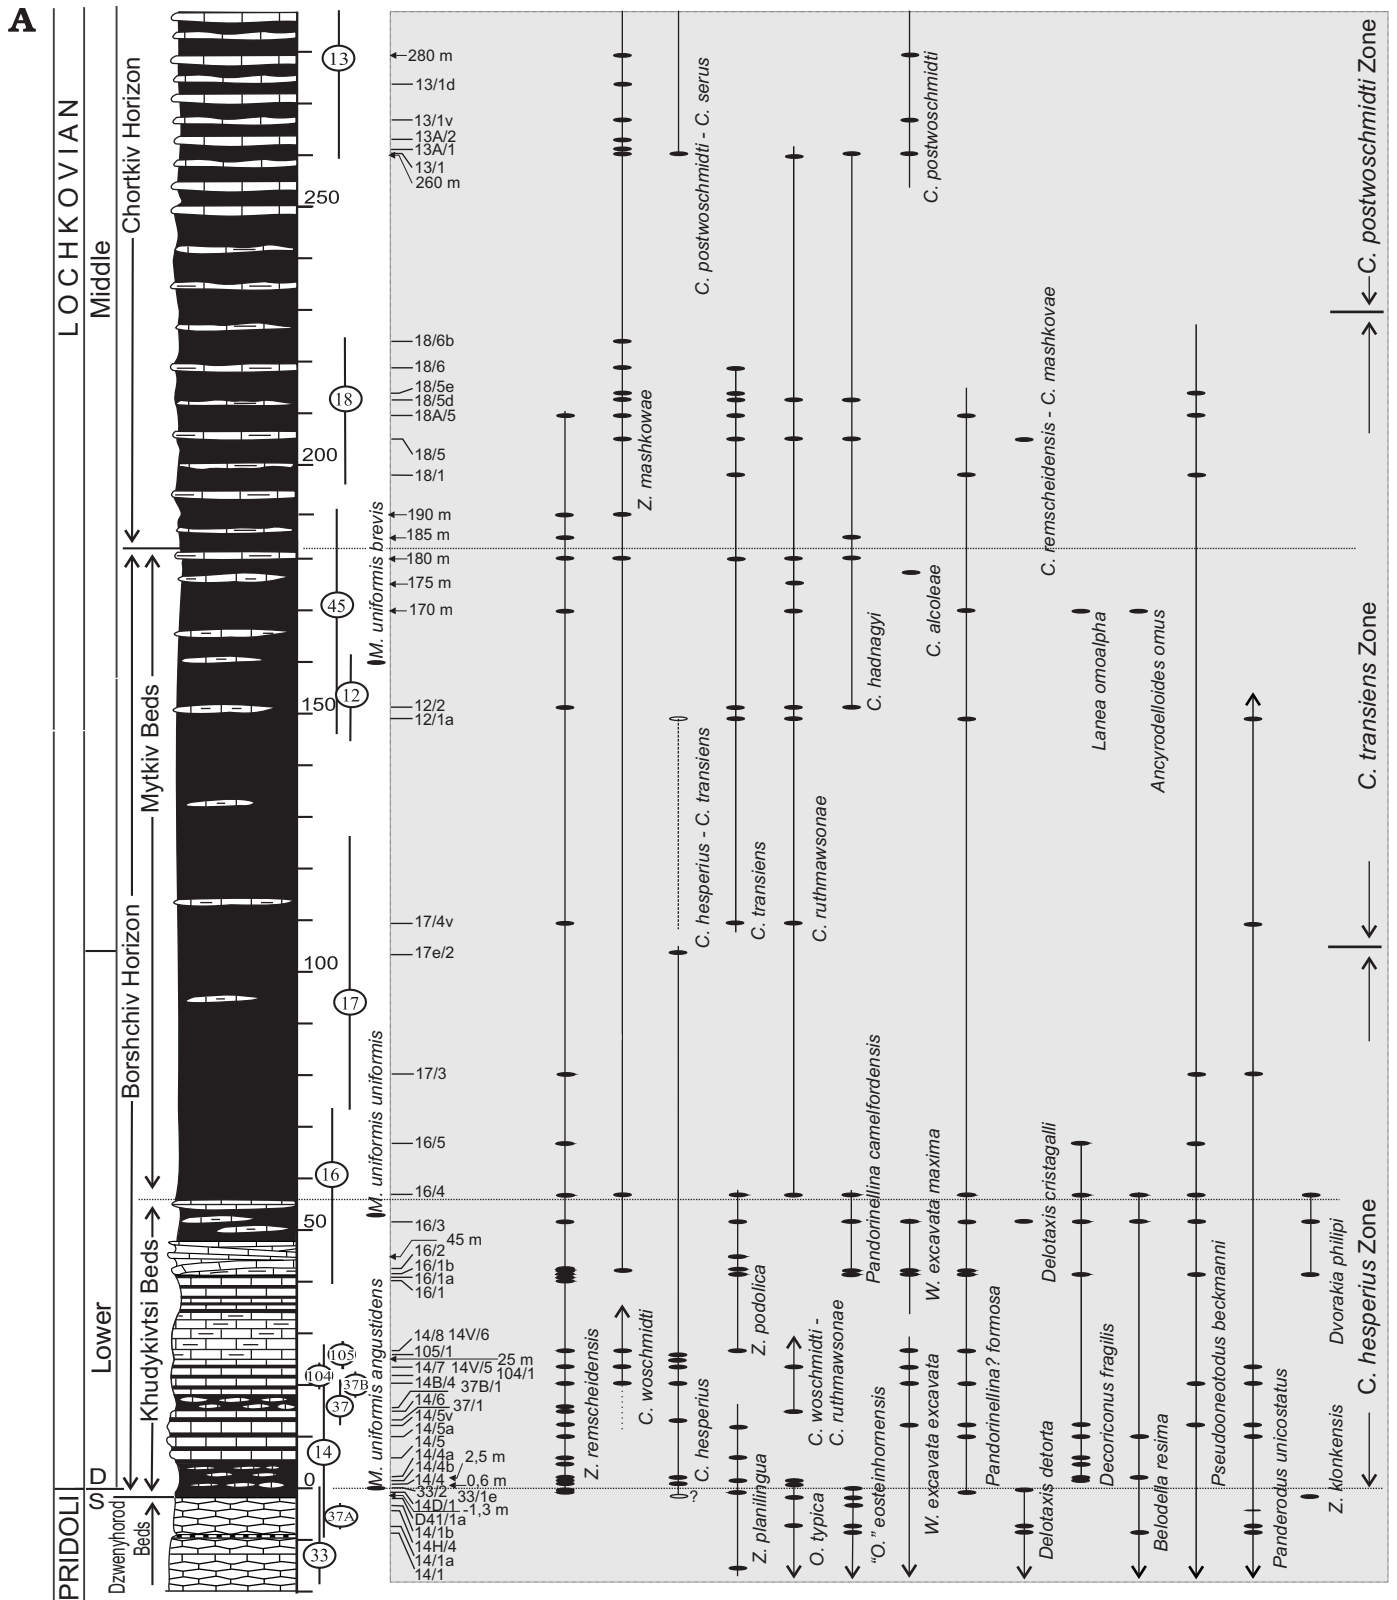 A
LOCHKOVIAN
PRIDOLI
Middle
Lower
D
S
Chortkiv Horizon
Borshchiv Horizon
Mytkiv Beds
Khudykivtsi Beds
Dzwenyhorod
Beds
250
200
150
100
50
0
13
18
45
12
17
16
105
104
37B
37
14
37A
33
M. uniformis brevis
M. uniformis uniformis
M. uniformis angustidens
280 m
13/1d
13/1v
13A/2
13A/1
13/1
260 m
18/6b
18/6
18/5e
18/5d
18A/5
18/5
18/1
190 m
185 m
180 m
175 m
170 m
12/2
12/1a
17/4v
17e/2
17/3
16/5
16/4
16/3
45 m
16/2
16/1b
16/1a
16/1
14/8 14V/6
105/1
25 m
14/7 14V/5 104/1
14B/4 37B/1
14/6 37/1
14/5v
14/5a
14/5
14/4a 2,5 m
14/4b
14/4 0,6 m
33/2 33/1e
14D/1 -1,3 m
D41/1a
14/1b
14H/4
14/1a
14/1
Z. remscheidensis
Z. mashkowae
C. woschmidti
C. postwoschmidti - C. serus
C. hesperius - C. transiens
C. hesperius
?
C. transiens
Z. podolica
Z. planilingua
C. ruthmawsonae
C. woschmidti -
C. ruthmawsonae
O. typica
C. hadnagyi
Pandorinellina camelfordensis
"O." eosteinhornensis
C. postwoschmidti
C. alcoleae
W. excavata maxima
W. excavata excavata
Pandorinellina? formosa
C. remscheidensis - C. mashkovae
Delotaxis cristagalli
Delotaxis detorta
Lanea omoalpha
Decoriconus fragilis
Ancyrodelloides omus
Belodella resima
Pseudooneotodus beckmanni
Panderodus unicostatus
Dvorakia philipi
Z. klonkensis
C. postwoschmidti Zone
C. transiens Zone
C. hesperius Zone